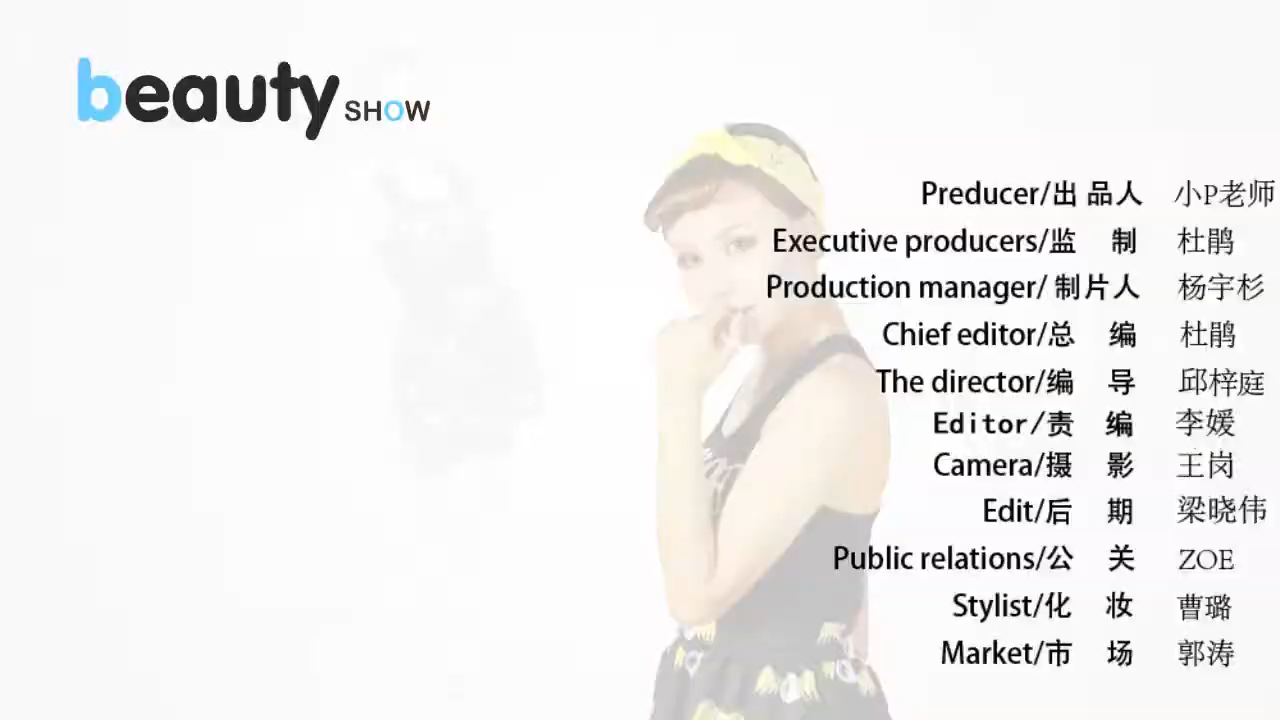 beauty SHOW
Preducer/出 品人 小P老师
Executive producers/监 制 杜鹃
Production manager/ 制片人 杨宇杉
Chief editor/总 编 杜鹃
The director/编 导 邱梓庭
Editor/责 编 李媛
Camera/摄 影 王岗
Edit/后 期 梁晓伟
Public relations/公 关 ZOE
Stylist/化 妆 曹璐
Market/市 场 郭涛